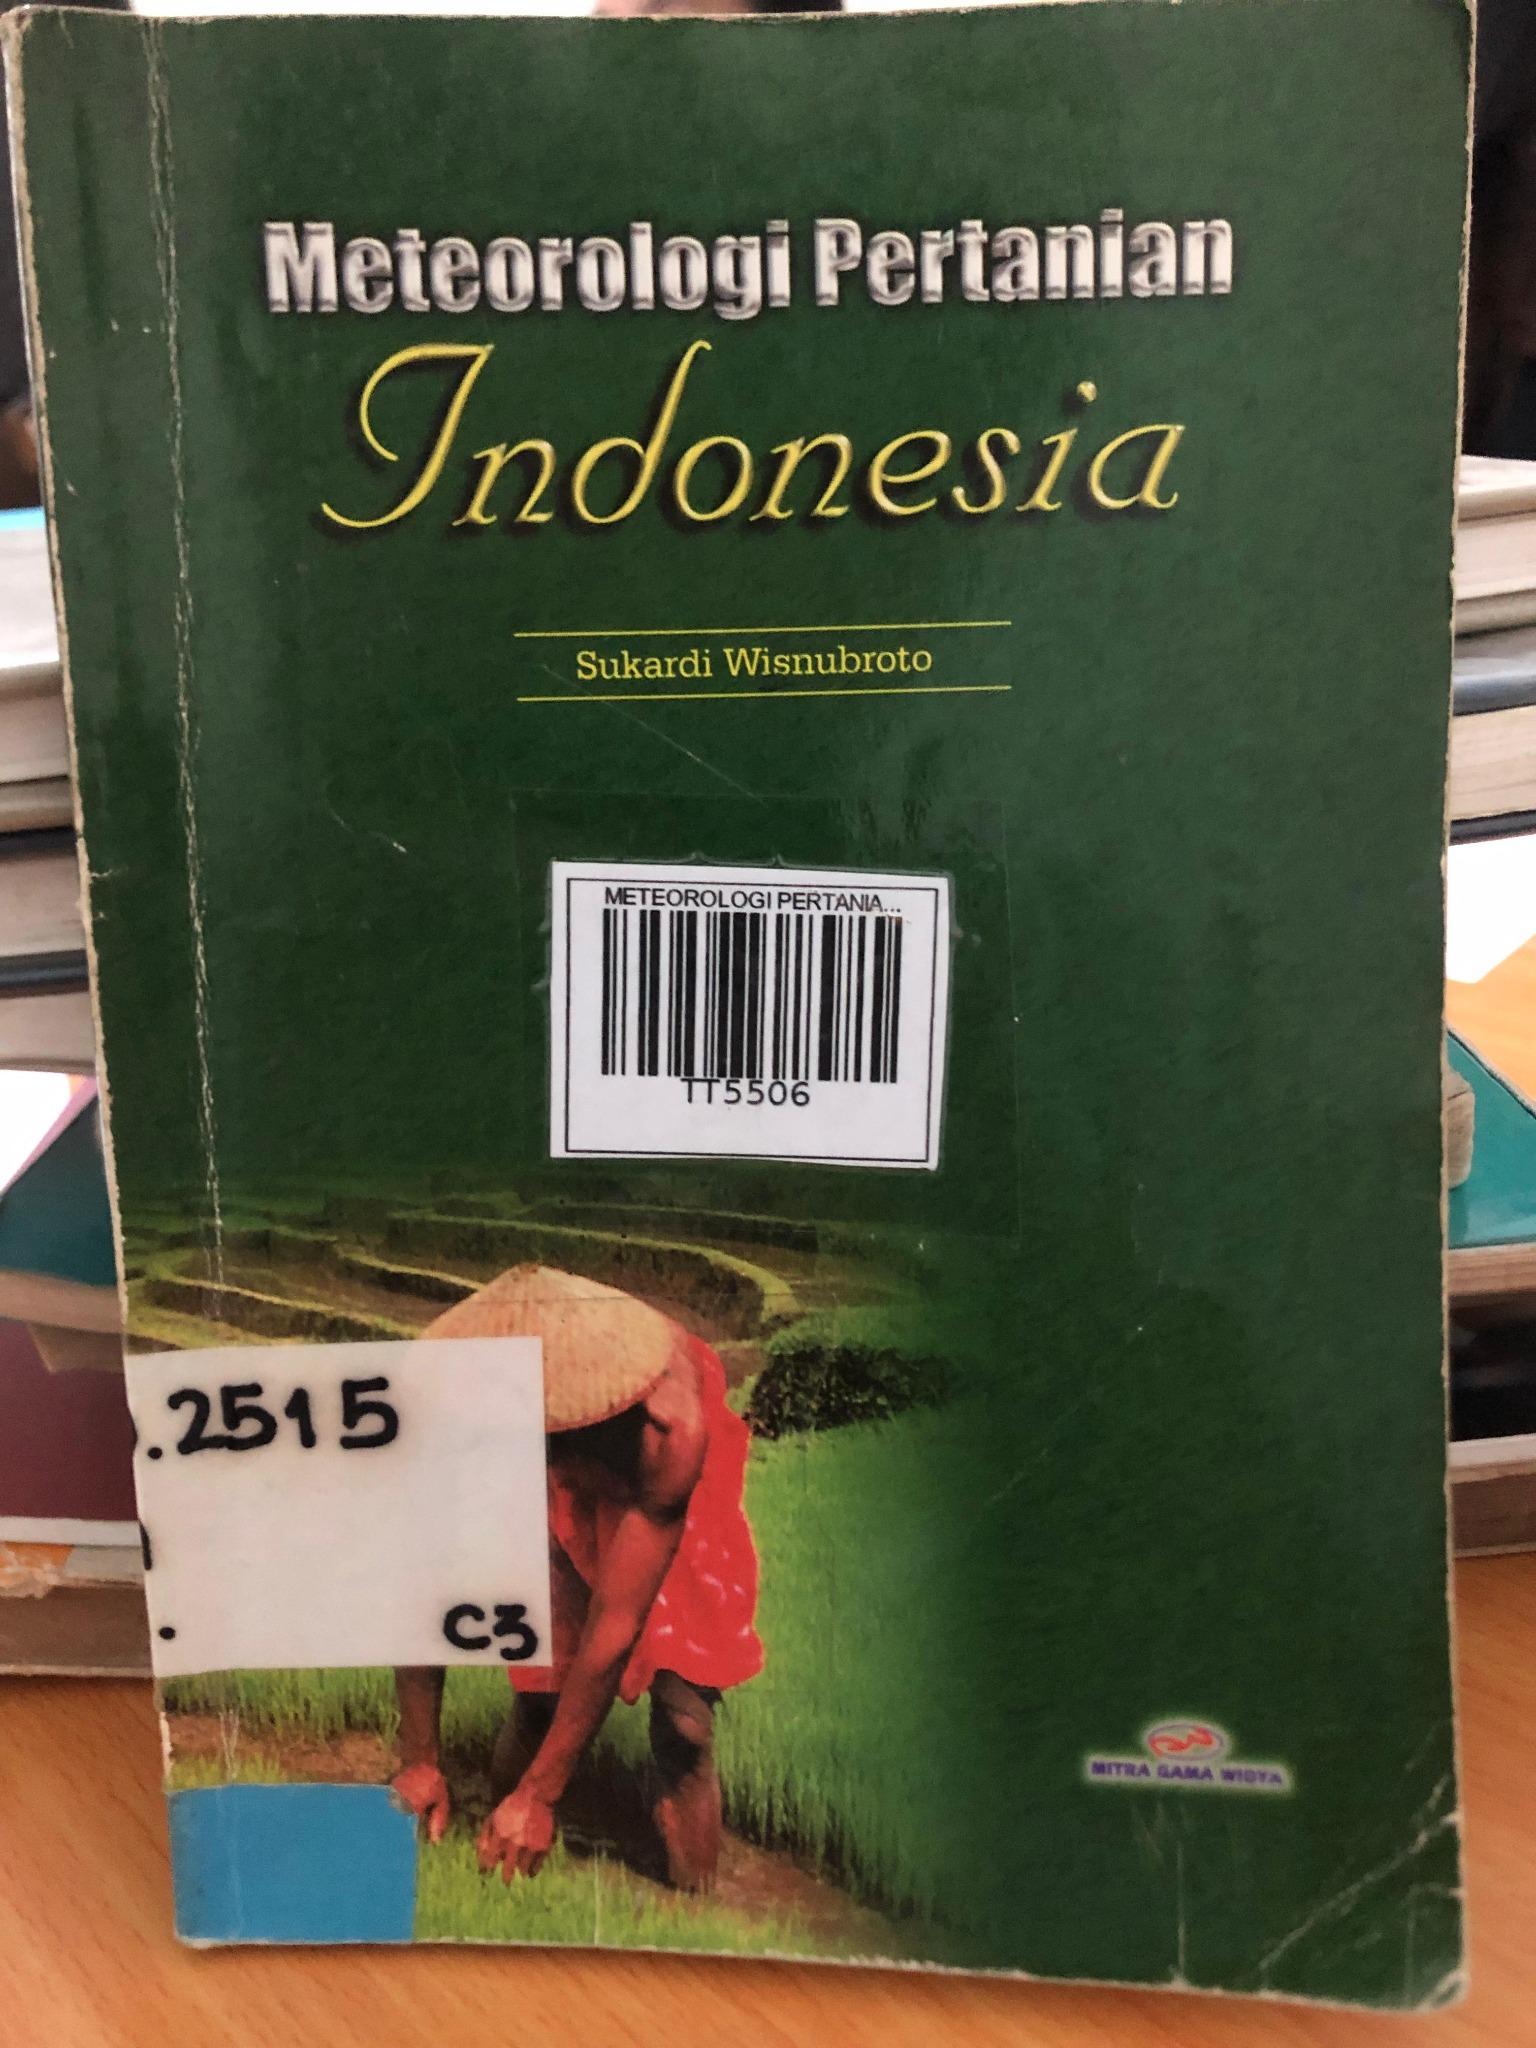 Meteorologi Pertanian
Indonesia
Sukardi Wisnubroto
METEOROLOGI PERTANIA...
TT5506
.2515
C3
MITRA GAMA WIDYA